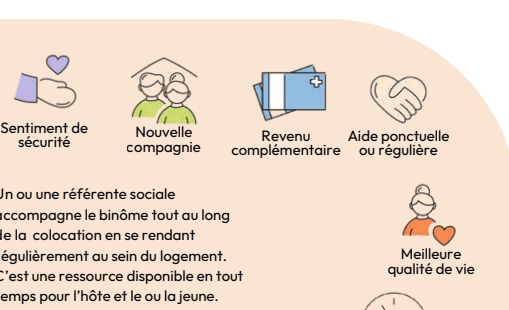 Sentiment de
sécurité
Nouvelle
compagnie
Revenu
complémentaire
Aide ponctuelle
ou régulière
Un ou une référente sociale
accompagne le binôme tout au long
de la colocation en se rendant
régulièrement au sein du logement.
C'est une ressource disponible en tout
temps pour l'hôte et le ou la jeune.
Meilleure
qualité de vie